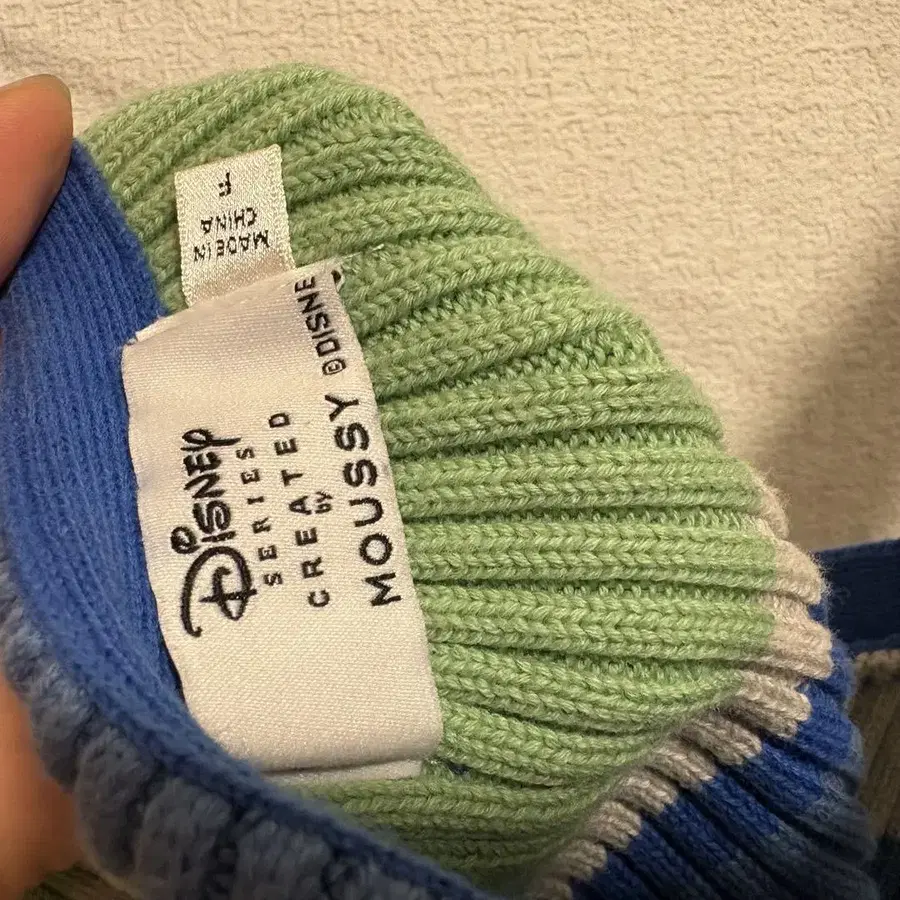 Disney
SERIES
CREATED
BY
MOUSSY
©DISNE
MADE IN
CHINA
F